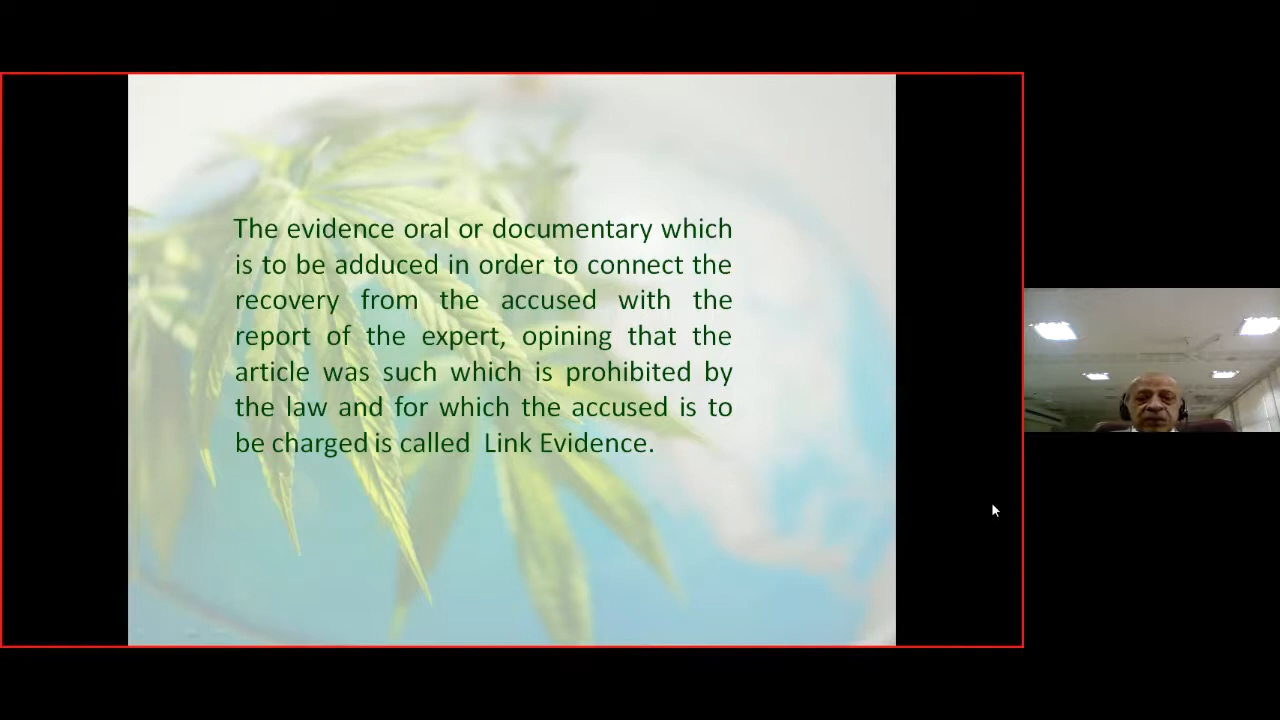 The evidence oral or documentary which
is to be adduced in order to connect the
recovery from the accused with the
report of the expert, opining that the
article was such which is prohibited by
the law and for which the accused is to
be charged is called  Link Evidence.